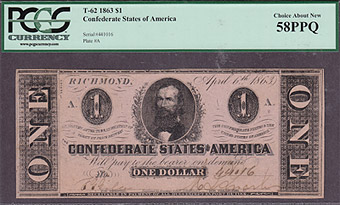 PCGS
CURRENCY
www.pcgscurrency.com
T-62 1863 $1
Confederate States of America
Serial#
Plate #A
Choice About New
58PPQ
RICHMOND, April 6th 1863
ONE
A
1
1
A
ONE
CONFEDERATE STATES OF AMERICA
Will pay to the bearer on demand
ONE DOLLAR